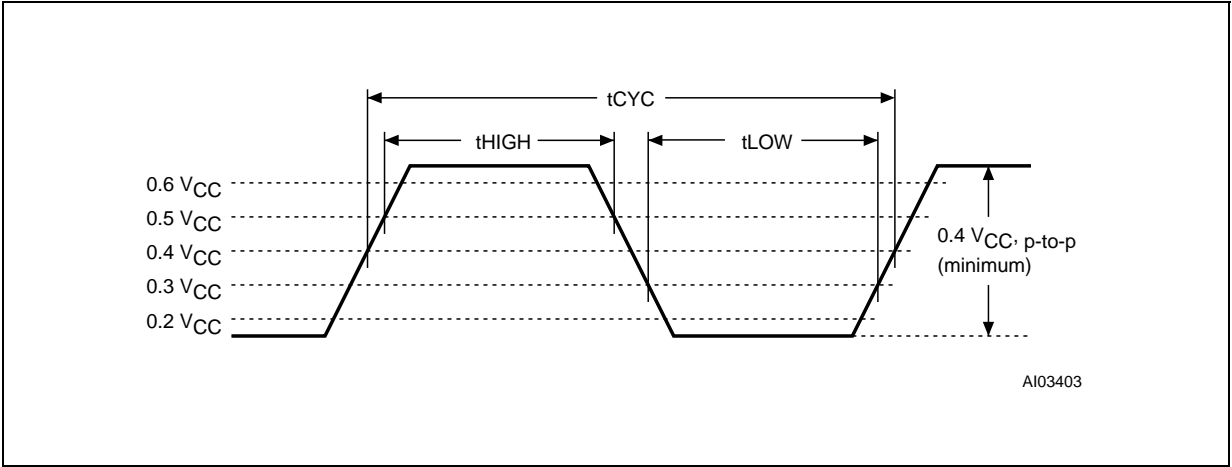 tCYC
tHIGH
tLOW
0.6 VCC
0.5 VCC
0.4 VCC
0.3 VCC
0.2 VCC
0.4 VCC, p-to-p
(minimum)
AI03403